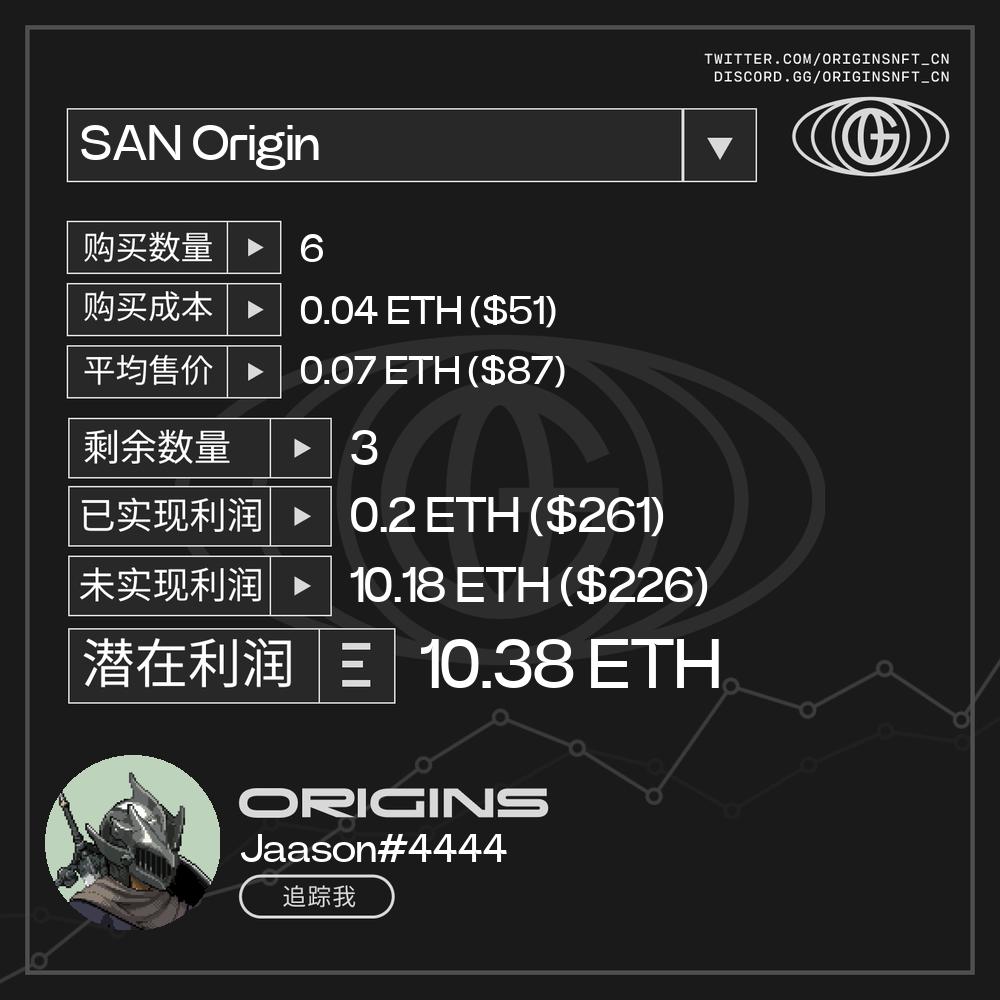 TWITTER.COM/ORIGINSNFT_CN
DISCORD.GG/ORIGINSNFT_CN
SAN Origin
购买数量 6
购买成本 0.04 ETH ($51)
平均售价 0.07 ETH ($87)
剩余数量 3
已实现利润 0.2 ETH ($261)
未实现利润 10.18 ETH ($226)
潜在利润 10.38 ETH
ORIGINS
Jaason#4444
追踪我